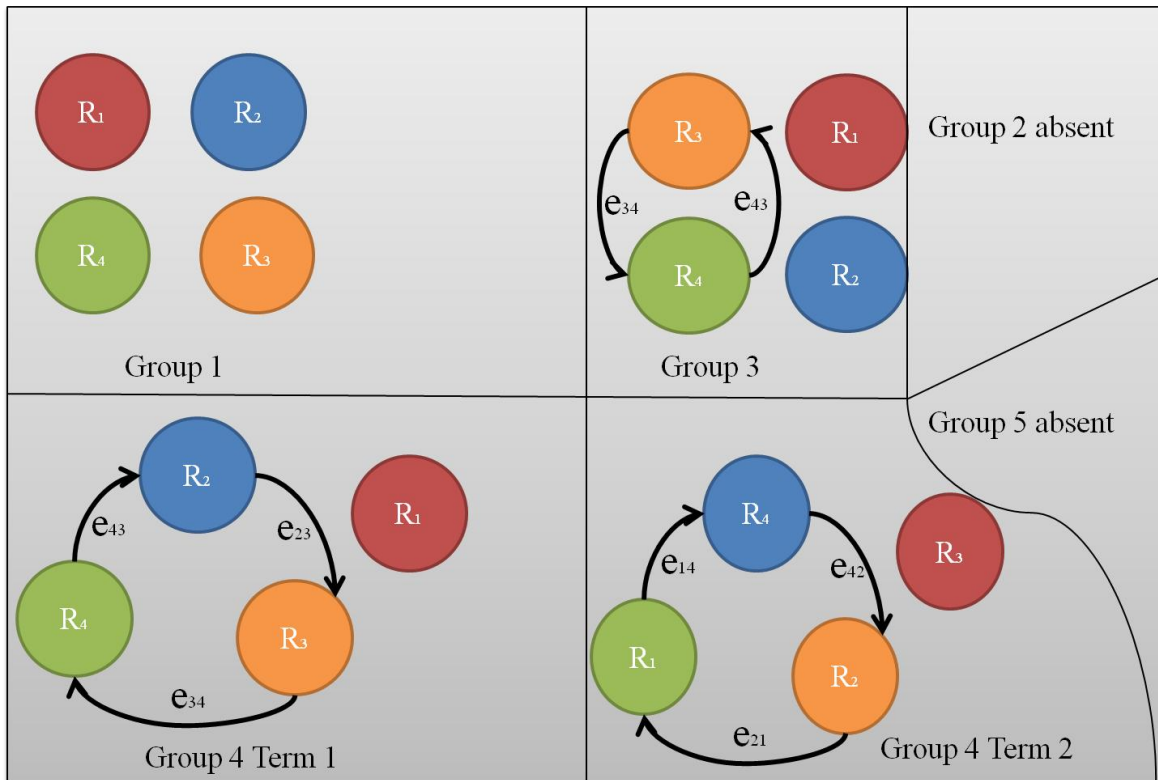 R₁
R₂
R₄
R₃
Group 1
R₃
R₁
e₃₄
e₄₃
R₄
R₂
Group 3
Group 2 absent
R₂
R₁
e₄₃
e₂₃
R₄
R₃
e₃₄
Group 4 Term 1
Group 5 absent
R₄
R₃
e₁₄
e₄₂
R₁
R₂
e₂₁
Group 4 Term 2